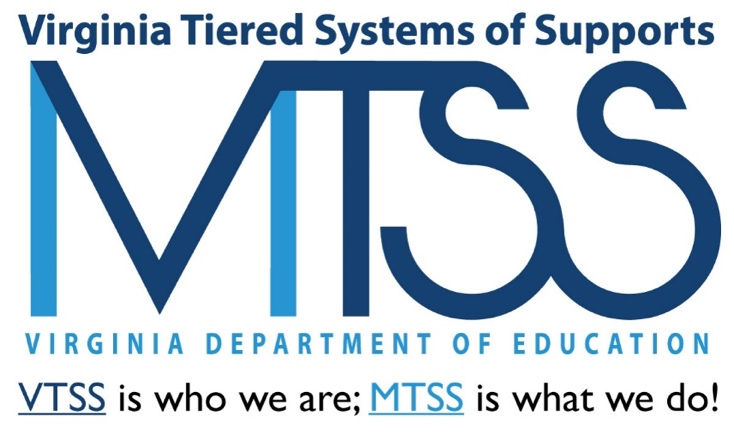 Virginia Tiered Systems of Supports
MTSS
VIRGINIA DEPARTMENT OF EDUCATION
VTSS is who we are; MTSS is what we do!